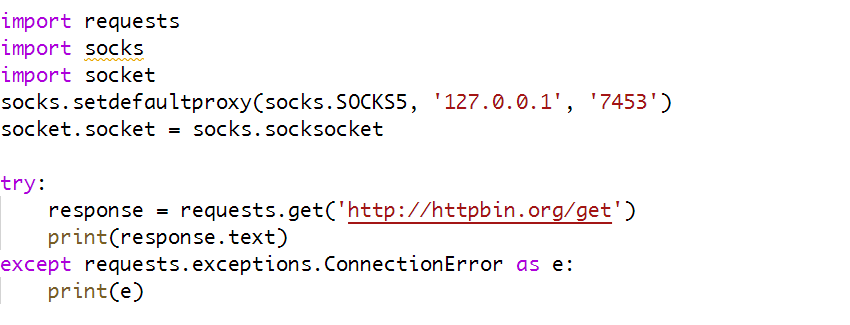 import requests
import socks
import socket
socks.setdefaultproxy(socks.SOCKS5, '127.0.0.1', '7453')
socket.socket = socks.socksocket

try:
    response = requests.get('http://httpbin.org/get')
    print(response.text)
except requests.exceptions.ConnectionError as e:
    print(e)